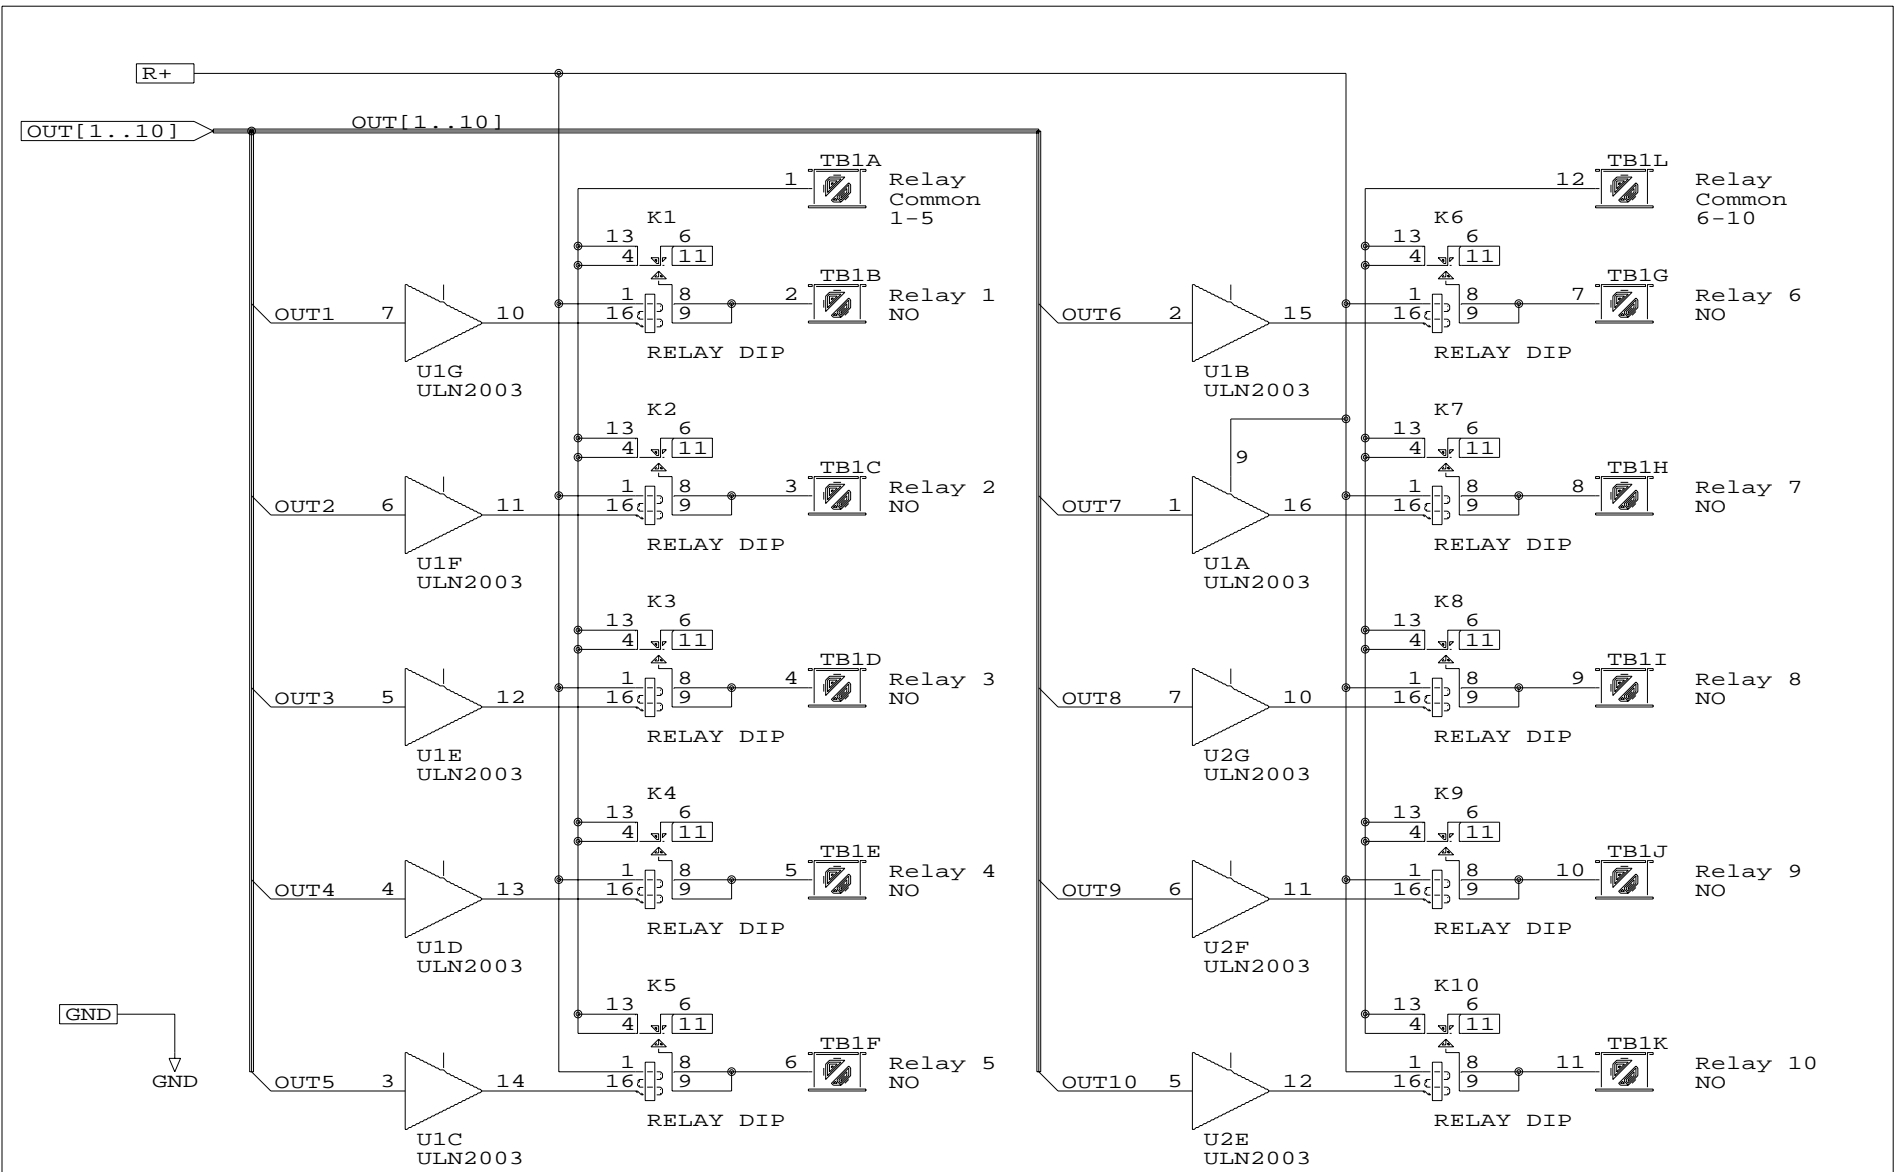 R+
OUT[1..10]
OUT[1..10]
TB1A
1
Relay
Common
1-5
K1
13
6
4
11
TB1B
1
8
2
Relay 1
NO
OUT1
7
10
16
9
RELAY DIP
U1G
ULN2003
K2
13
6
4
11
TB1C
1
8
3
Relay 2
NO
OUT2
6
11
16
9
RELAY DIP
U1F
ULN2003
K3
13
6
4
11
TB1D
1
8
4
Relay 3
NO
OUT3
5
12
16
9
RELAY DIP
U1E
ULN2003
K4
13
6
4
11
TB1E
1
8
5
Relay 4
NO
OUT4
4
13
16
9
RELAY DIP
U1D
ULN2003
K5
13
6
4
11
TB1F
1
8
6
Relay 5
NO
OUT5
3
14
16
9
RELAY DIP
U1C
ULN2003
GND
GND
TB1L
12
Relay
Common
6-10
K6
13
6
4
11
TB1G
1
8
7
Relay 6
NO
OUT6
2
15
16
9
RELAY DIP
U1B
ULN2003
K7
13
6
4
11
9
TB1H
1
8
8
Relay 7
NO
OUT7
1
16
16
9
RELAY DIP
U1A
ULN2003
K8
13
6
4
11
TB1I
1
8
9
Relay 8
NO
OUT8
7
10
16
9
RELAY DIP
U2G
ULN2003
K9
13
6
4
11
TB1J
1
8
10
Relay 9
NO
OUT9
6
11
16
9
RELAY DIP
U2F
ULN2003
K10
13
6
4
11
TB1K
1
8
11
Relay 10
NO
OUT10
5
12
16
9
RELAY DIP
U2E
ULN2003